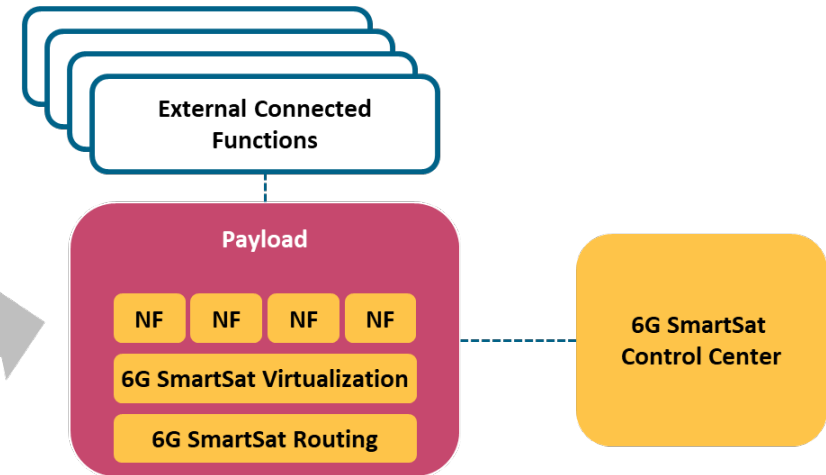 External Connected
Functions
Payload
NF NF NF NF
6G SmartSat Virtualization
6G SmartSat Routing
6G SmartSat
Control Center